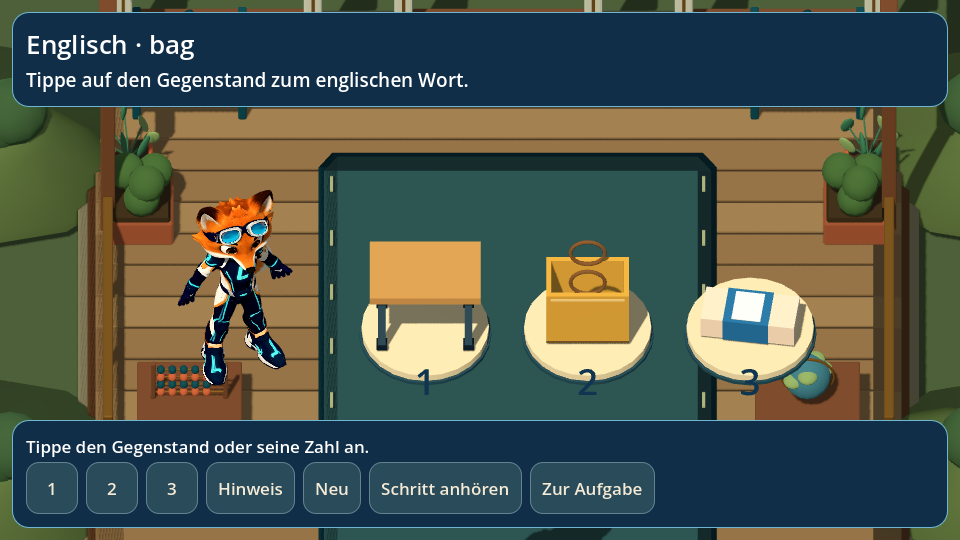 Englisch · bag
Tippe auf den Gegenstand zum englischen Wort.
1
2
3
Tippe den Gegenstand oder seine Zahl an.
1 2 3 Hinweis Neu Schritt anhören Zur Aufgabe